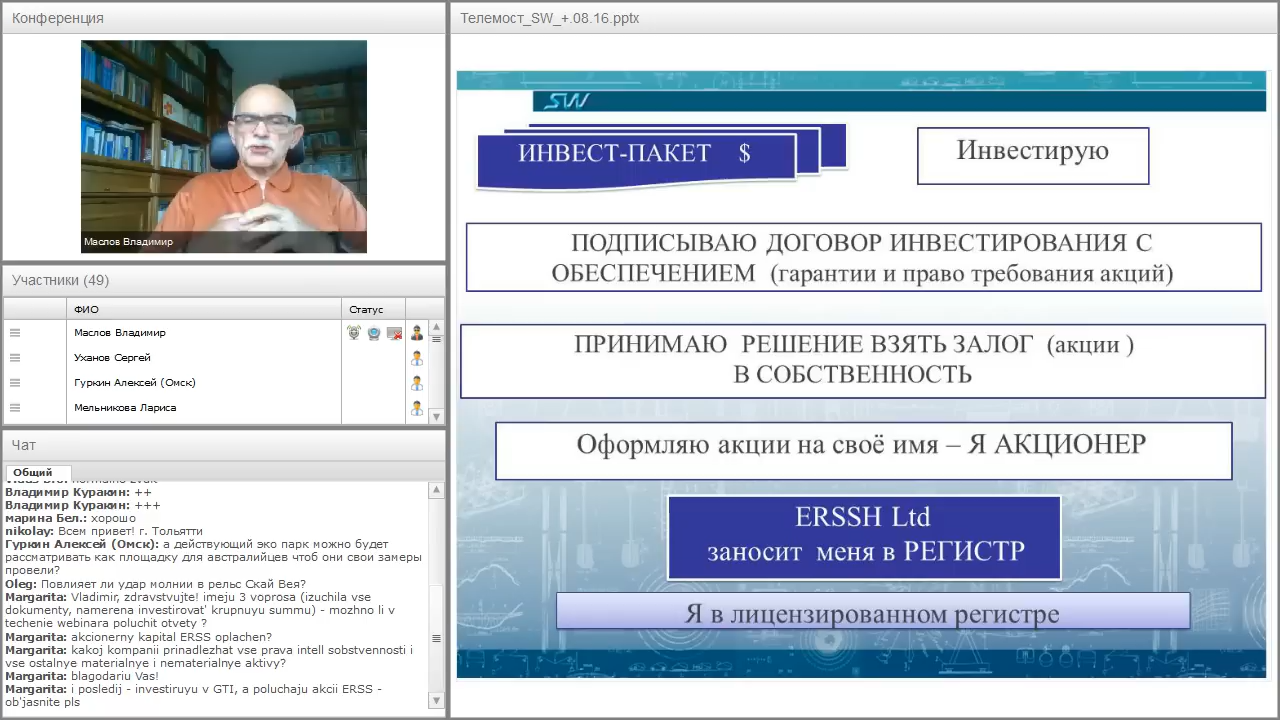 Конференция
Маслов Владимир
Участники (49)
ФИО
Статус
Маслов Владимир
Уханов Сергей
Гуркин Алексей (Омск)
Мельникова Лариса
Чат
Общий
Владимир Куракин: ++
Владимир Куракин: +++
марина Бел.: хорошо
nikolay: Всем привет! г. Тольятти
Гуркин Алексей (Омск): а действующий эко парк можно будет
рассматривать как площадку для австралийцев чтоб они свои замеры
провели?
Oleg: Повлияет ли удар молнии в рельс Скай Вея?
Margarita: Vladimir, zdravstvujte! imeju 3 voprosa (izuchila vse
dokumenty, namerena investirovat' krupnuyu summu) - mozhno li v
techenie webinara poluchit otvety ?
Margarita: akcionerny kapital ERSS oplachen?
Margarita: kakoj kompanii prinadlezhat vse prava intell sobstvennosti i
vse ostalnye materialnye i nematerialnye aktivy?
Margarita: blagodariu Vas!
Margarita: i posledij - investiruyu v GTI, a poluchaju akcii ERSS -
ob'jasnite pls
Телемост_SW_+.08.16.pptx
SW
ИНВЕСТ-ПАКЕТ $
Инвестирую
ПОДПИСЫВАЮ ДОГОВОР ИНВЕСТИРОВАНИЯ С
ОБЕСПЕЧЕНИЕМ (гарантии и право требования акций)
ПРИНИМАЮ РЕШЕНИЕ ВЗЯТЬ ЗАЛОГ (акции )
В СОБСТВЕННОСТЬ
Оформляю акции на своё имя – Я АКЦИОНЕР
ERSSH Ltd
заносит меня в РЕГИСТР
Я в лицензированном регистре